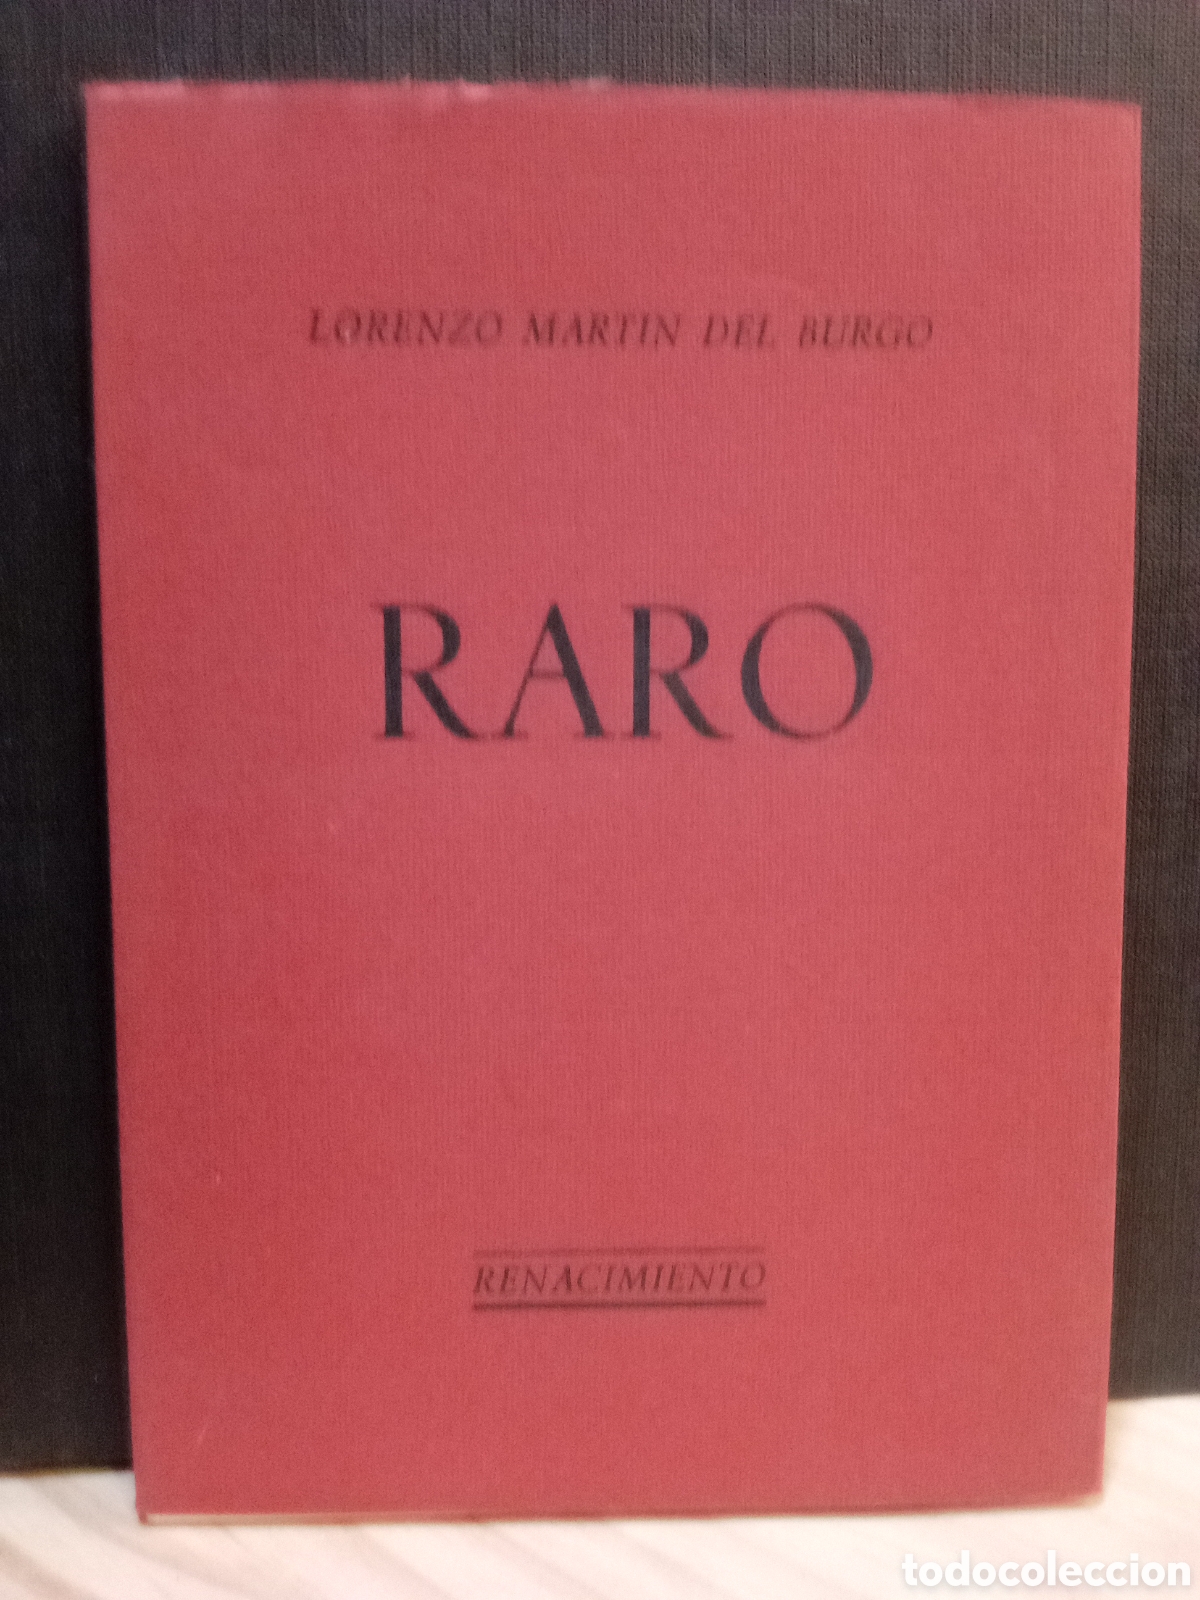 LORENZO MARTIN DEL BURGO
RARO
RENACIMIENTO
todocoleccion